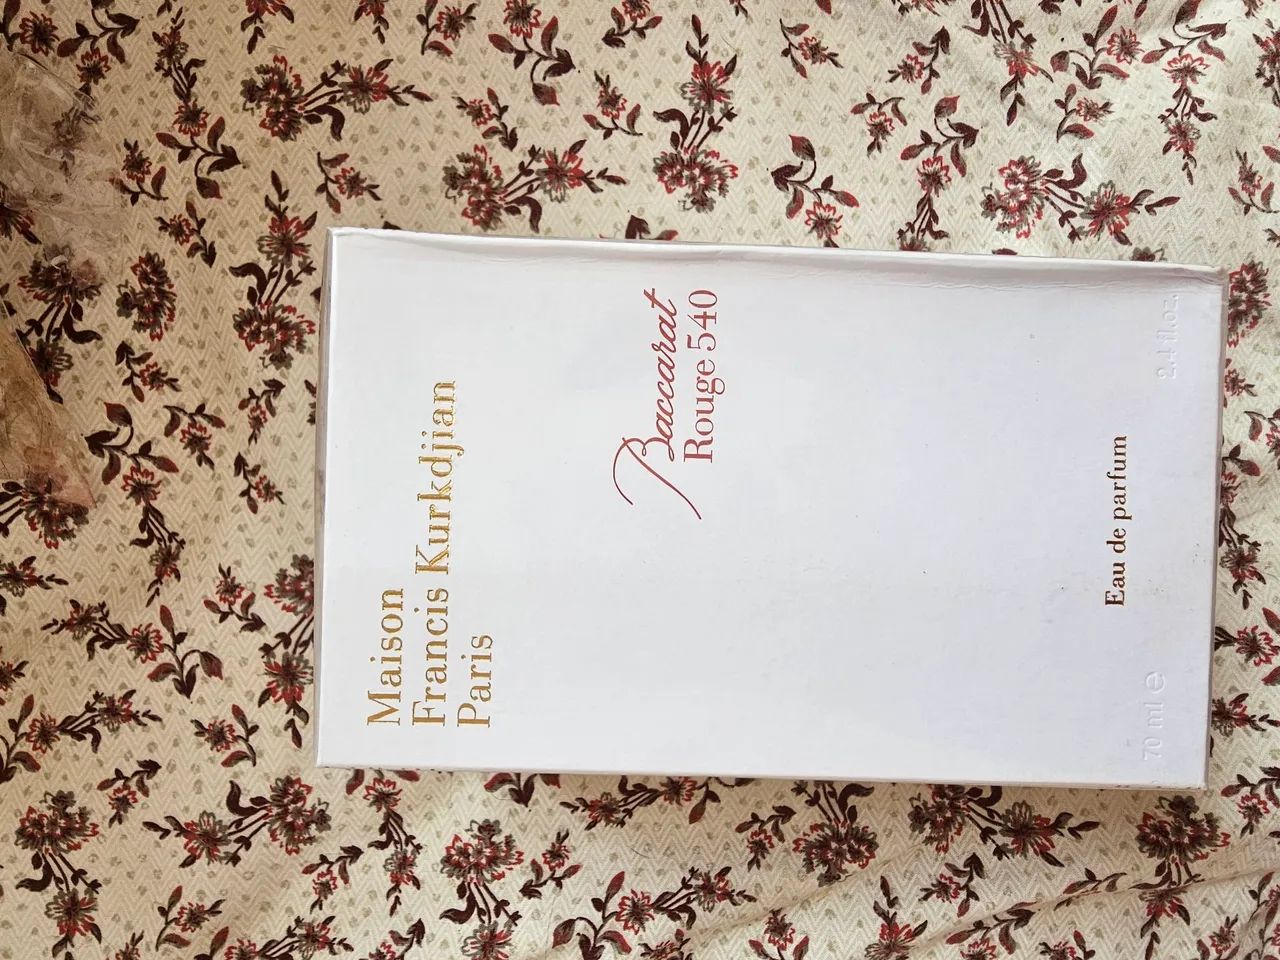 Maison
Francis Kurkdjian
Paris
Baccarat
Rouge 540
Eau de parfum
70 ml e
2.4 fl.oz.